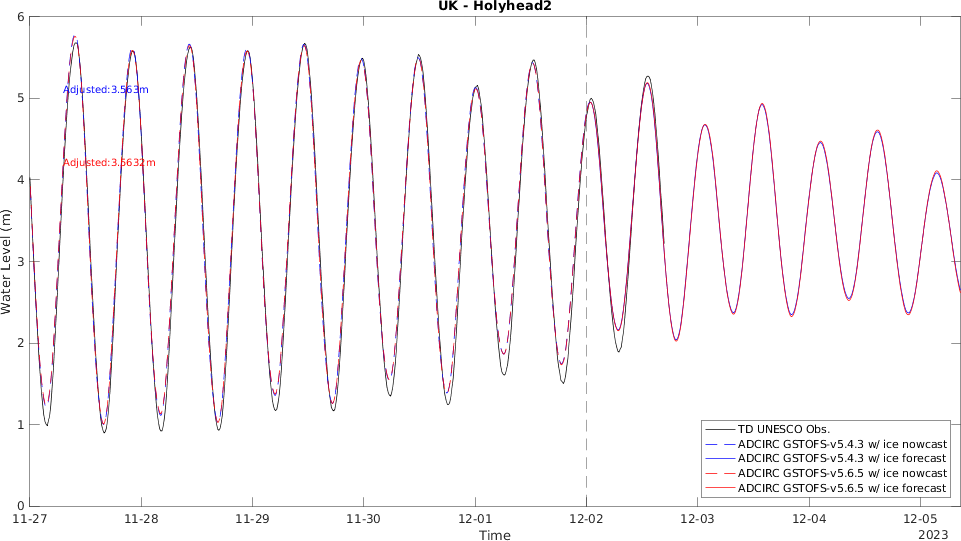 UK - Holyhead2
6
5
4
3
2
1
0
Water Level (m)
Adjusted:3.563m
Adjusted:3.5632m
TD UNESCO Obs.
ADCIRC GSTOFS-v5.4.3 w/ ice nowcast
ADCIRC GSTOFS-v5.4.3 w/ ice forecast
ADCIRC GSTOFS-v5.6.5 w/ ice nowcast
ADCIRC GSTOFS-v5.6.5 w/ ice forecast
11-27 11-28 11-29 11-30 12-01 12-02 12-03 12-04 12-05
Time
2023